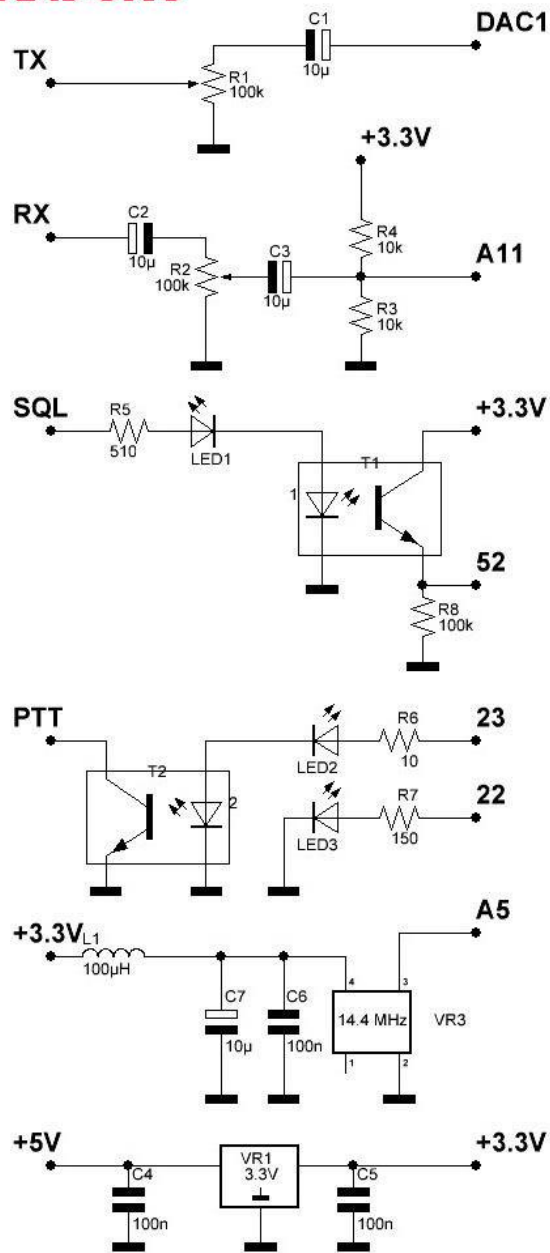 C1
DAC1
TX
R1
100k
10µ
+3.3V
RX
C2
R4
10k
10µ
R2
100k
C3
10µ
A11
R3
10k
SQL
R5
510
LED1
+3.3V
T1
1
52
R8
100k
PTT
T2
2
LED2
R6
10
23
LED3
R7
150
22
A5
+3.3V
L1
100µH
C7
10µ
C6
100n
4
3
14.4 MHz
VR3
1
2
+5V
C4
100n
VR1
3.3V
C5
100n
+3.3V